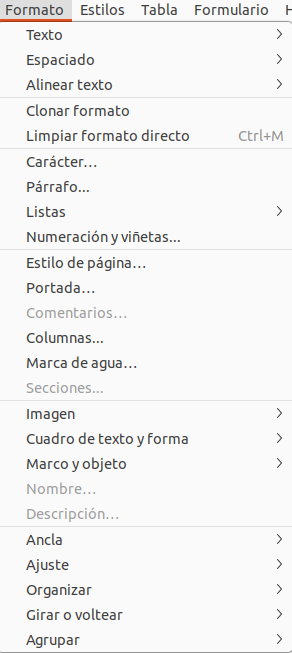 Formato Estilos Tabla Formulario
Texto
Espaciado
Alinear texto
Clonar formato
Limpiar formato directo Ctrl+M
Carácter...
Párrafo...
Listas
Numeración y viñetas...
Estilo de página...
Portada...
Comentarios...
Columnas...
Marca de agua...
Secciones...
Imagen
Cuadro de texto y forma
Marco y objeto
Nombre...
Descripción...
Ancla
Ajuste
Organizar
Girar o voltear
Agrupar